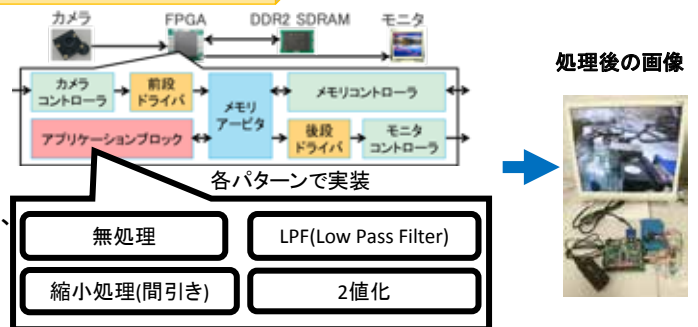 カメラ
FPGA
DDR2 SDRAM
モニタ
カメラ
コントローラ
前段
ドライバ
メモリ
アービタ
メモリコントローラ
アプリケーションブロック
後段
ドライバ
モニタ
コントローラ
各パターンで実装
、
無処理
LPF(Low Pass Filter)
縮小処理(間引き)
2値化
処理後の画像